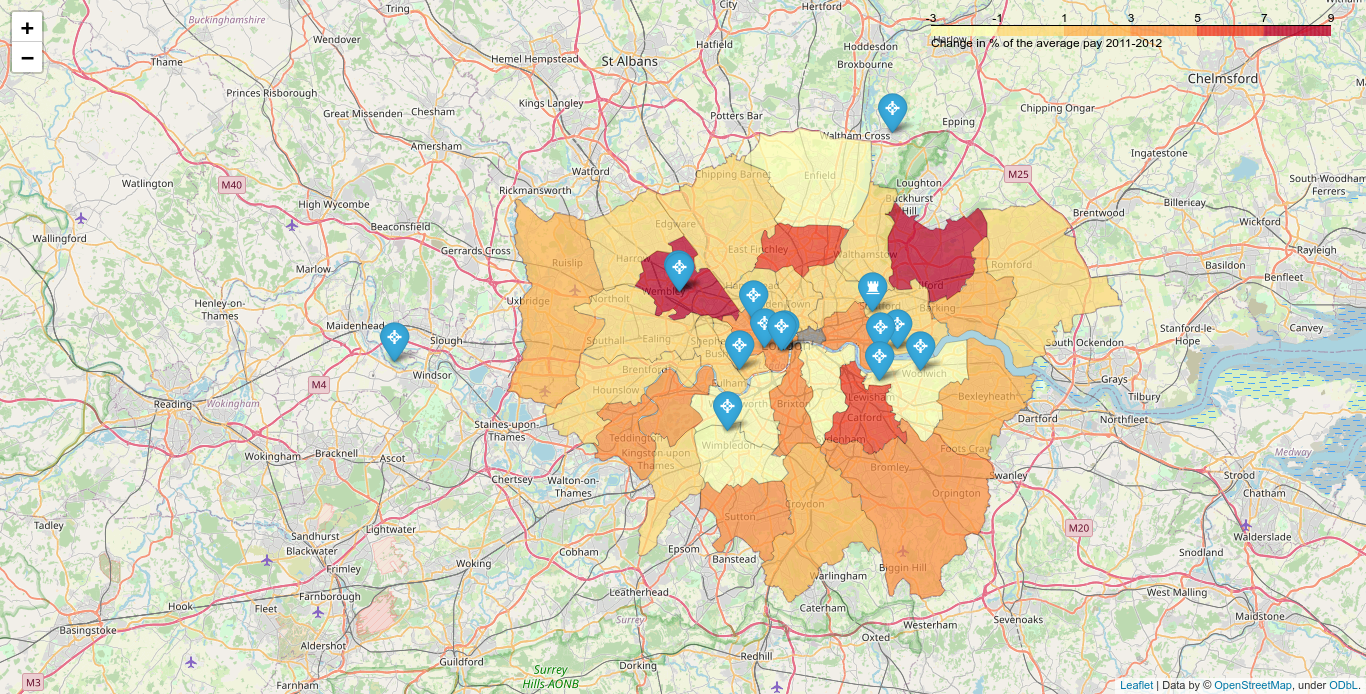 +
−
-3 -1 1 3 5 7 9
Change in % of the average pay 2011-2012
Tring
City
Hertford
Buckinghamshire
Wendover
Hatfield
Hoddesdon
Harlow
Hemel Hempstead
St Albans
Thame
Broxbourne
Chelmsford
Princes Risborough
Kings Langley
Chipping Ongar
Great Missenden
Chesham
Potters Bar
Epping
Waltham Cross
Amersham
Ingatestone
Watford
Chipping Barnet
Enfield
M25
Watlington
M40
Rickmansworth
Loughton
South Woodham
Ferrers
High Wycombe
Buckhurst
Hill
Billericay
Brentwood
Beaconsfield
Edgware
Wickford
Wallingford
Gerrards Cross
East Finchley
Walthamstow
Rayleigh
Ruislip
Romford
Basildon
Marlow
Benfleet
Wembley
Ilford
Uxbridge
Northolt
Barking
Henley-on-
Thames
Maidenhead
Slough
Southall
Ealing
Stanford-le-
Hope
Canvey
South Ockendon
Windsor
Brentford
Fulham
Woolwich
Grays
M4
Hounslow
Tilbury
Reading
Wokingham
Brixton
Lewisham
Bexleyheath
Catford
Dartford
Northfleet
Staines-upon-
Thames
Teddington
Wimbledon
Kingston upon
Thames
Foots Cray
Medway
Wokingham
Bracknell
Ascot
Bromley
Strood
Chertsey
Walton-on-
Thames
Swanley
Chatham
Orpington
Croydon
Tadley
Sutton
Lightwater
M20
Walderslade
Sandhurst
Blackwater
Cobham
Epsom
Banstead
Snodland
Woking
Biggin Hill
Frimley
Warlingham
Farnborough
Leatherhead
West Malling
Hook
Fleet
Caterham
Surrey
Westerham
Sevenoaks
Maidstone
Basingstoke
Aldershot
Oxted
Redhill
Guildford
Dorking
Surrey
Hills AONB
M3
Farnham
Leaflet | Data by © OpenStreetMap, under ODbL.